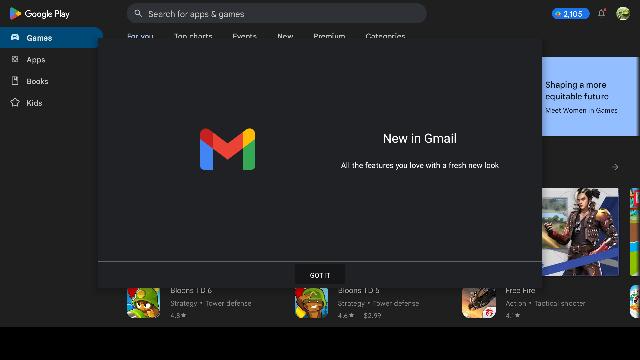 Google Play
Search for apps & games
2,105
Games
For you
Top charts
Events
New
Premium
Categories
Apps
Books
Kids
New in Gmail
All the features you love with a fresh new look
GOT IT
Shaping a more
equitable future
Meet Women in Games
Bloons TD 6
Strategy • Tower defense
4.8★
Bloons TD 5
Strategy • Tower defense
4.6★ $2.99
Free Fire
Action • Tactical shooter
4.1★